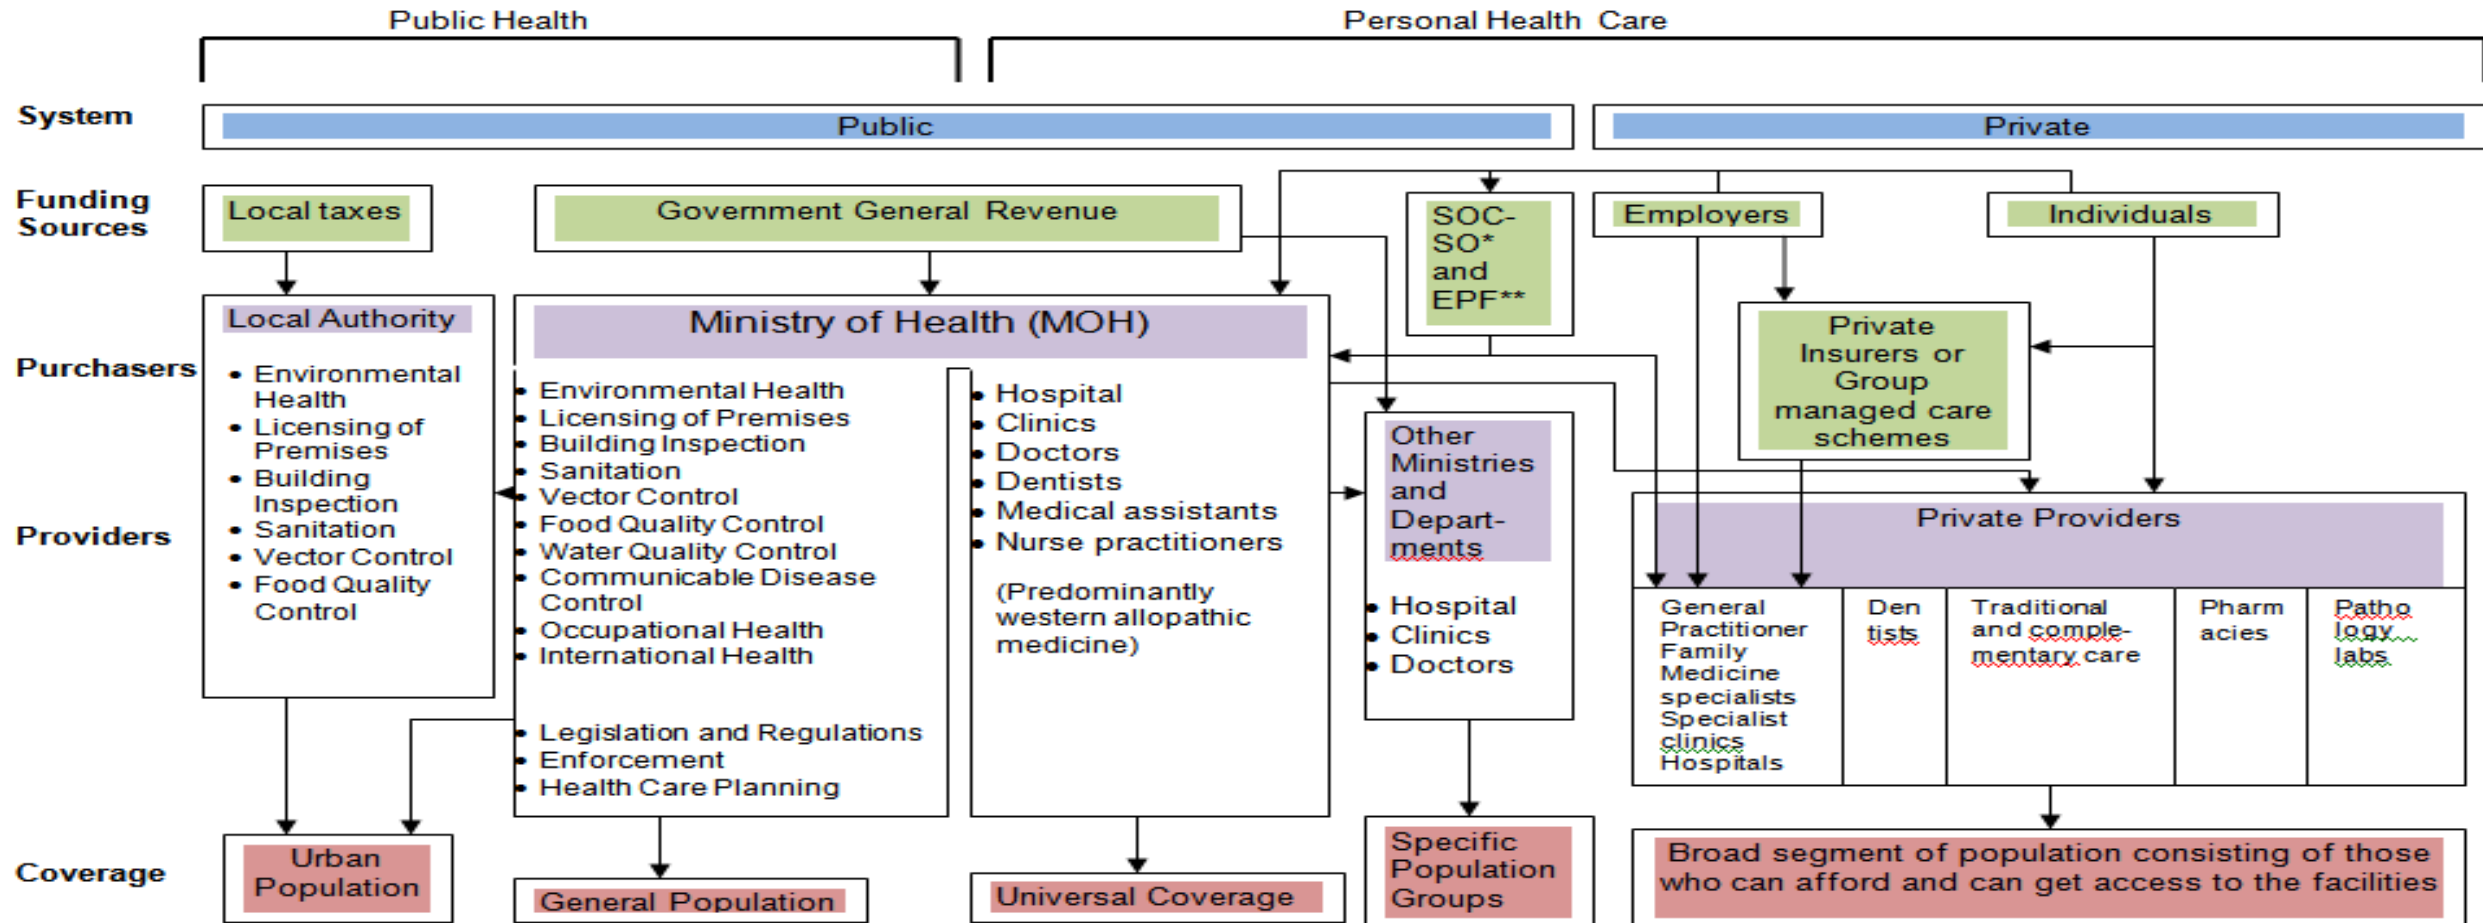 Public Health
Personal Health Care
System
Public
Private
Funding
Sources
Local taxes
Government General Revenue
SOC-
SO*
and
EPF**
Employers
Individuals
Purchasers
Providers
Local Authority
• Environmental
Health
• Licensing of
Premises
• Building
Inspection
• Sanitation
• Vector Control
• Food Quality
Control
Ministry of Health (MOH)
• Environmental Health
• Licensing of Premises
• Building Inspection
• Sanitation
• Vector Control
• Food Quality Control
• Water Quality Control
• Communicable Disease
Control
• Occupational Health
• International Health
• Legislation and Regulations
• Enforcement
• Health Care Planning
• Hospital
• Clinics
• Doctors
• Dentists
• Medical assistants
• Nurse practitioners
(Predominantly
western allopathic
medicine)
Other
Ministries
and
Depart-
ments
• Hospital
• Clinics
• Doctors
Private
Insurers or
Group
managed care
schemes
Private Providers
General
Practitioner
Family
Medicine
specialists
Specialist
clinics
Hospitals
Den
tists
Traditional
and comple-
mentary care
Pharm
acies
Patho
logy
labs
Coverage
Urban
Population
General Population
Universal Coverage
Specific
Population
Groups
Broad segment of population consisting of those
who can afford and can get access to the facilities